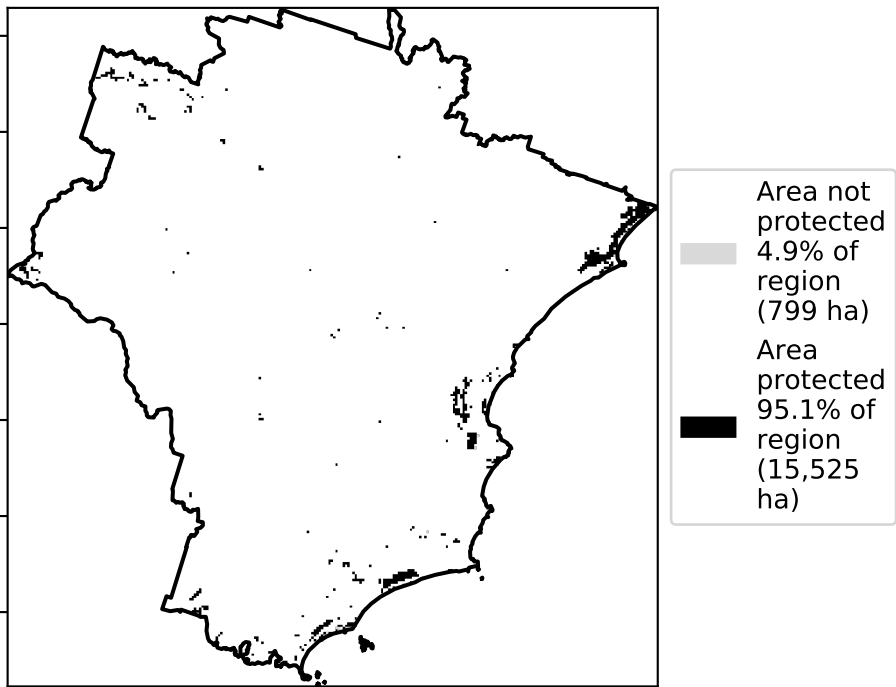 Area not
protected
4.9% of
region
(799 ha)
Area
protected
95.1% of
region
(15,525
ha)